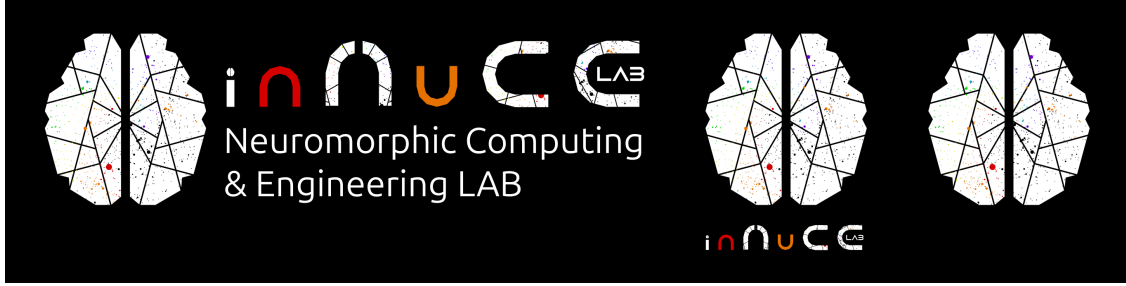 inNuCE LAB
Neuromorphic Computing
& Engineering LAB
inNuCE LAB